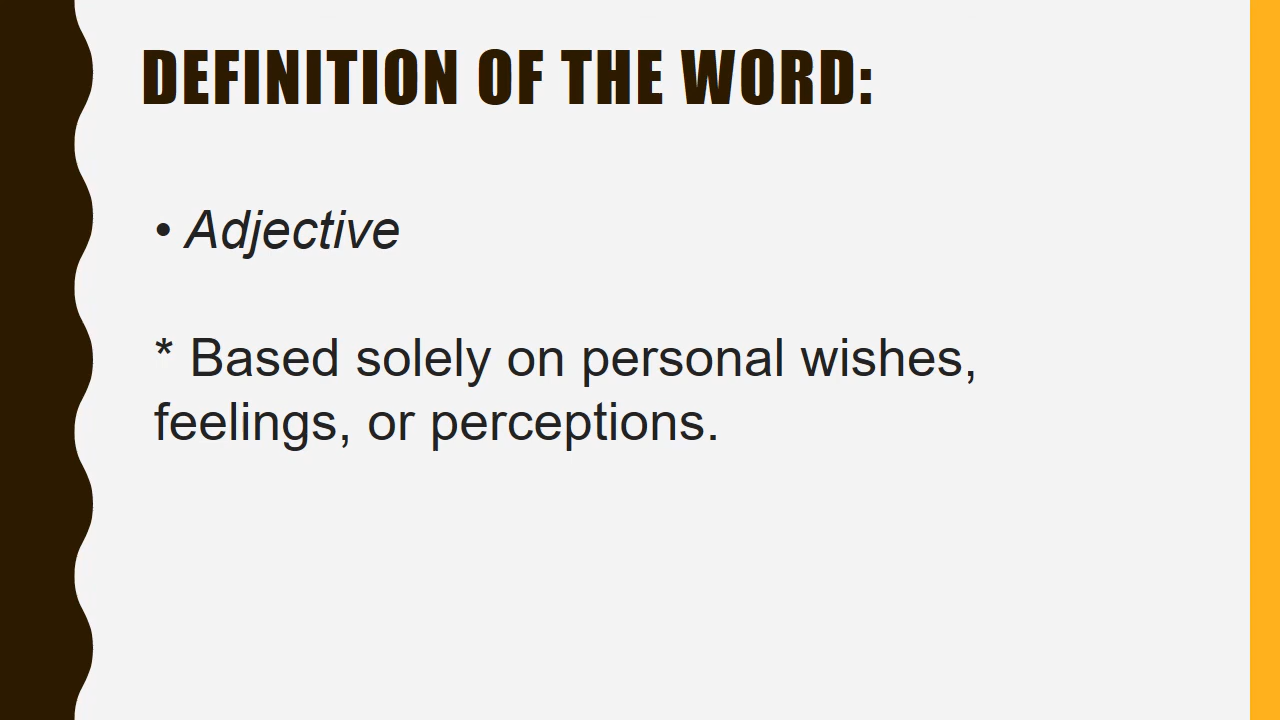 DEFINITION OF THE WORD:
• Adjective
* Based solely on personal wishes,
feelings, or perceptions.